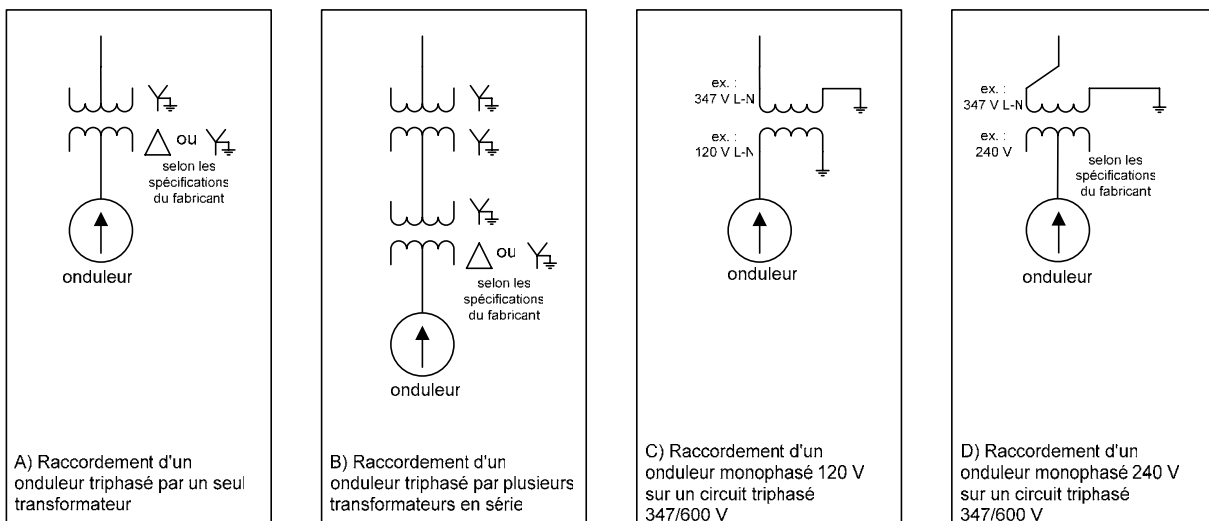 ou
selon les
spécifications
du fabricant
onduleur
A) Raccordement d'un
onduleur triphasé par un seul
transformateur
ou
selon les
spécifications
du fabricant
onduleur
B) Raccordement d'un
onduleur triphasé par plusieurs
transformateurs en série
ex. :
347 V L-N
ex. :
120 V L-N
onduleur
C) Raccordement d'un
onduleur monophasé 120 V
sur un circuit triphasé
347/600 V
ex. :
347 V L-N
ex. :
240 V
selon les
spécifications
du fabricant
onduleur
D) Raccordement d'un
onduleur monophasé 240 V
sur un circuit triphasé
347/600 V